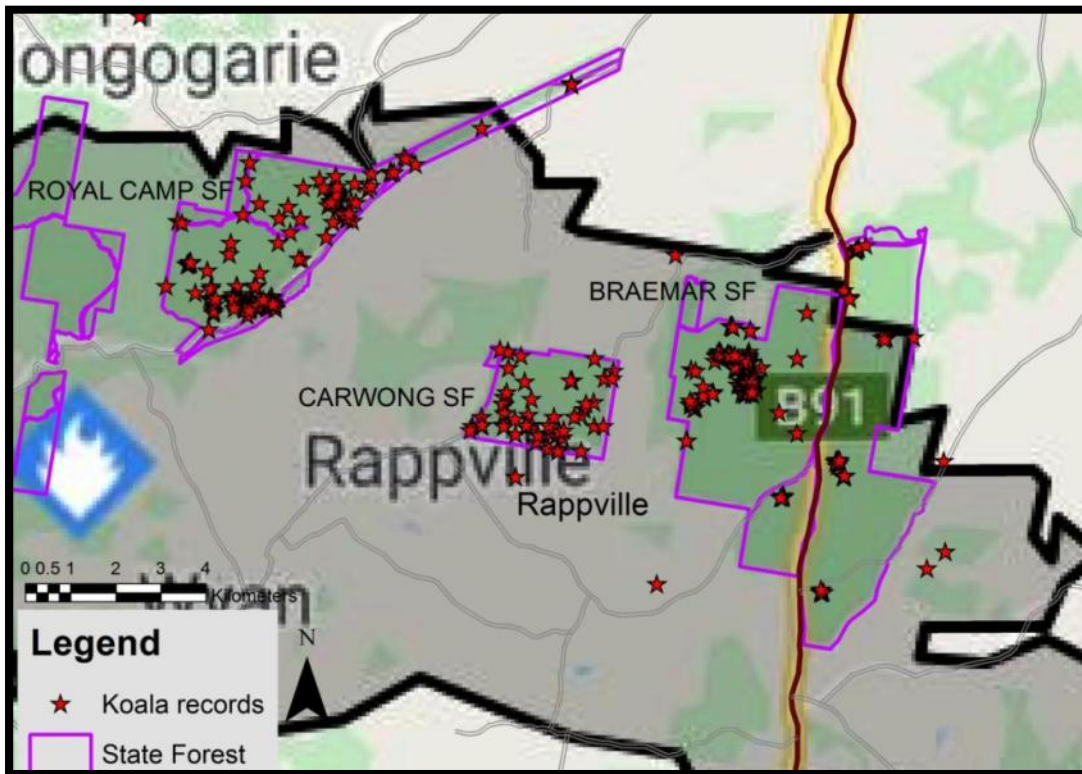 ongogarie
ROYAL CAMP SF
BRAEMAR SF
CARWONG SF
B91
Rappville
Rappville
0 0.5 1 2 3 4
Kilometers
N
Legend
Koala records
State Forest